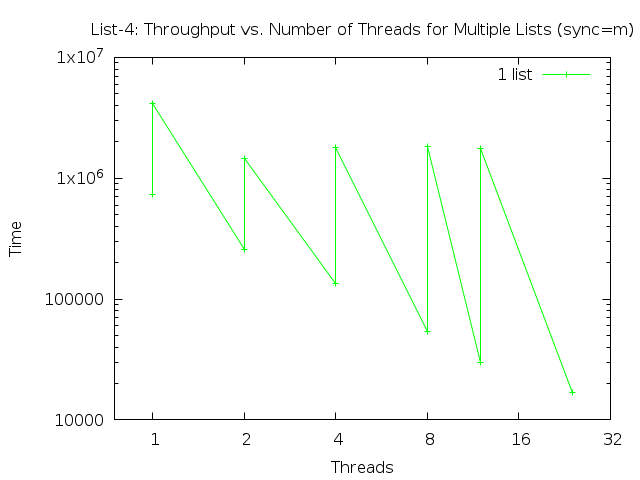 List-4: Throughput vs. Number of Threads for Multiple Lists (sync=m)
1x10^7
1 list
1x10^6
Time
100000
10000
1 2 4 8 16 32
Threads